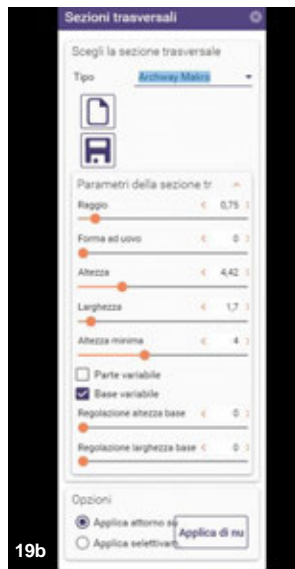 Sezioni trasversali
Scegli la sezione trasversale
Tipo Archway Makro
Parametri della sezione tr
Raggio 0,75
Forma ad uovo 0
Altezza 4,42
Larghezza 1,7
Altezza minima 4
Parte variabile
Base variabile
Regolazione altezza base 0
Regolazione larghezza base 0
Opzioni
Applica attorno su
Applica selettivam
Applica di nu
19b